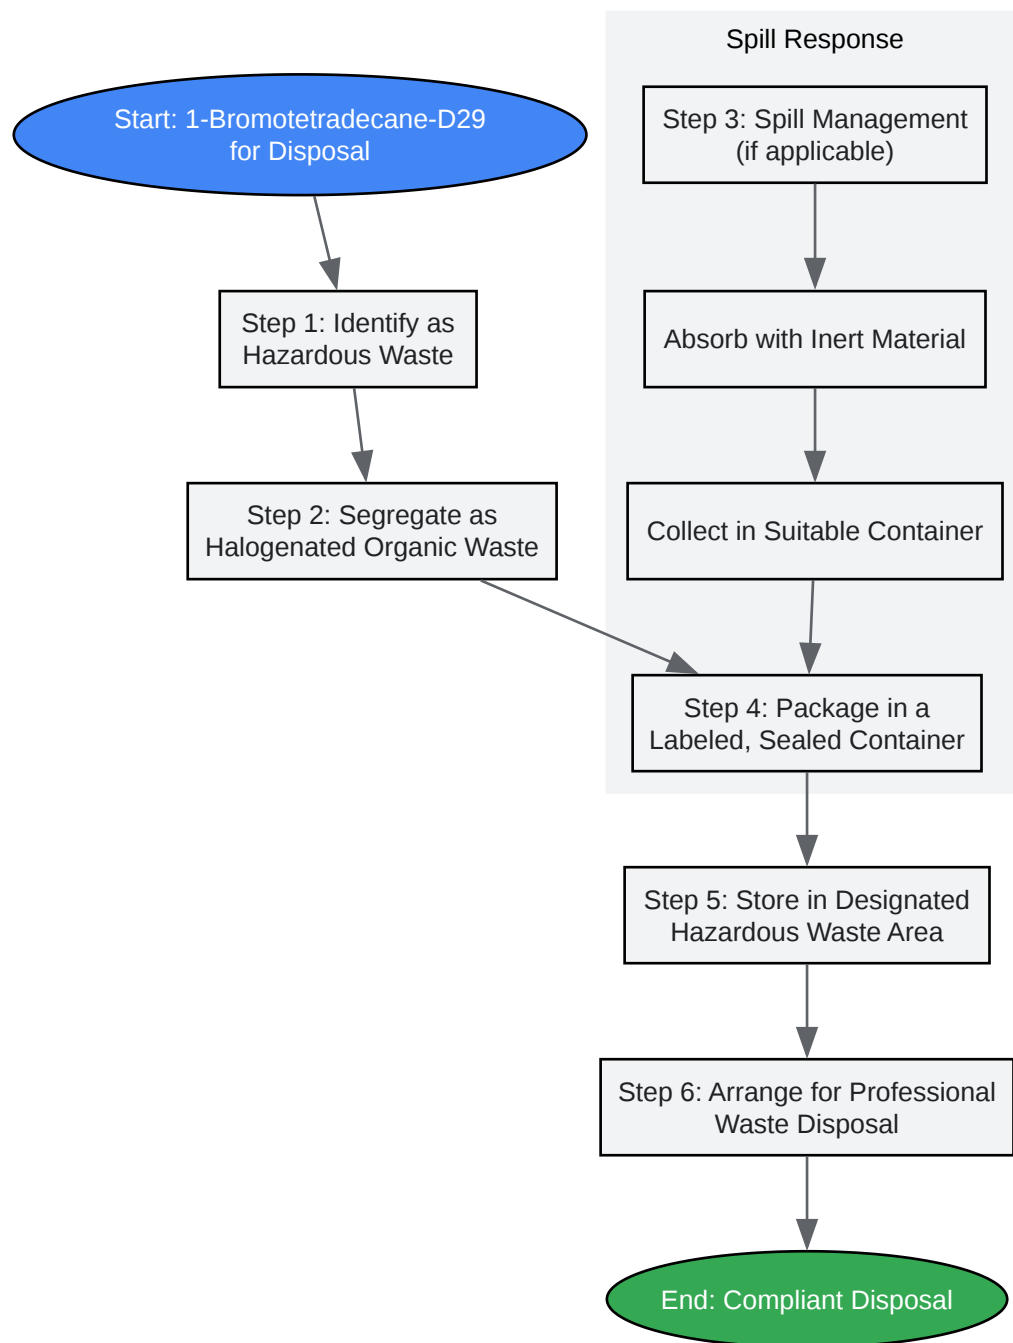 Start: 1-Bromotetradecane-D29
for Disposal
Step 1: Identify as
Hazardous Waste
Step 2: Segregate as
Halogenated Organic Waste
Spill Response
Step 3: Spill Management
(if applicable)
Absorb with Inert Material
Collect in Suitable Container
Step 4: Package in a
Labeled, Sealed Container
Step 5: Store in Designated
Hazardous Waste Area
Step 6: Arrange for Professional
Waste Disposal
End: Compliant Disposal